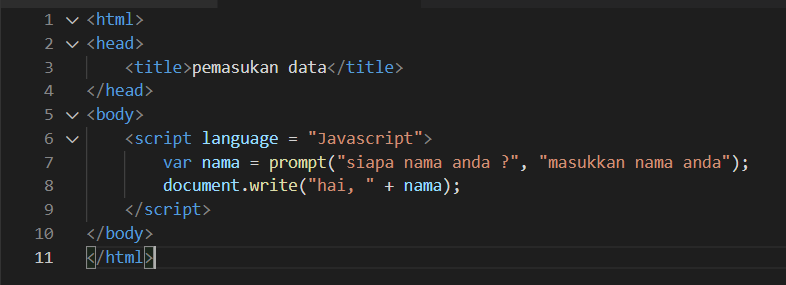 1 <html>
2 <head>
3 <title>pemasukan data</title>
4 </head>
5 <body>
6 <script language = "Javascript">
7 var nama = prompt("siapa nama anda ?", "masukkan nama anda");
8 document.write("hai, " + nama);
9 </script>
10 </body>
11 </html>